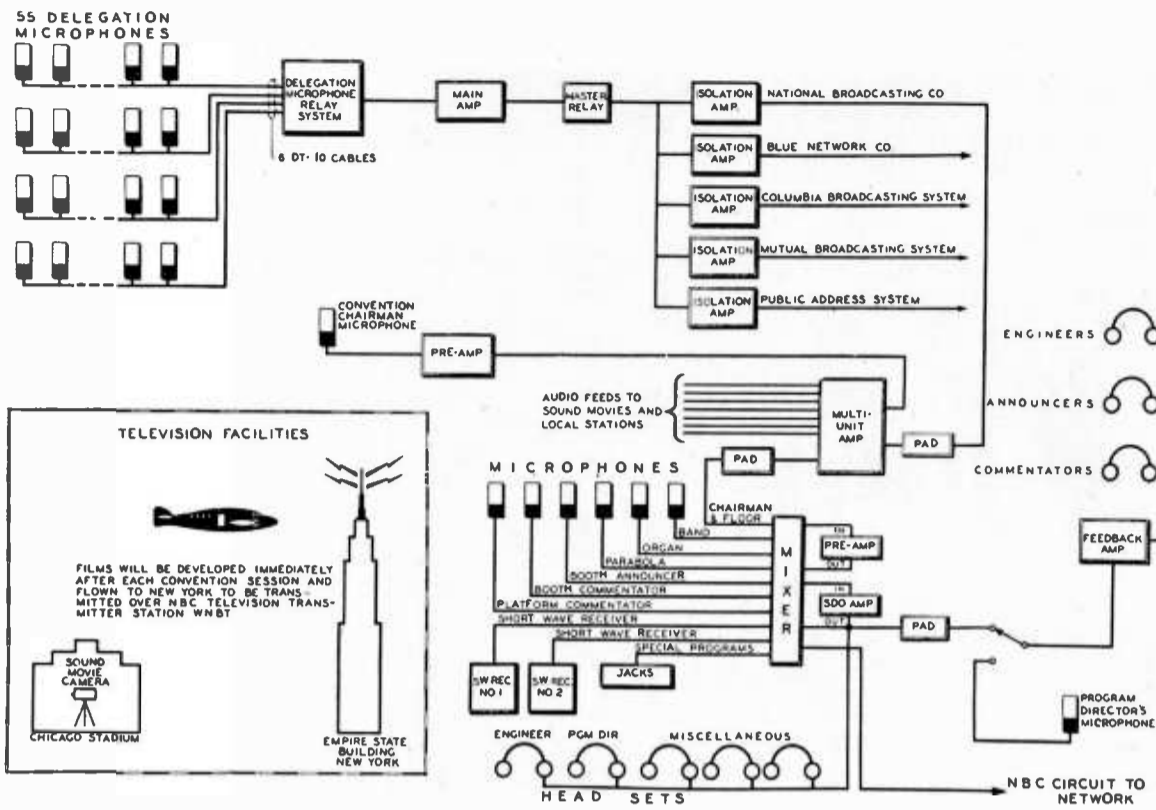 55 DELEGATION
MICROPHONES
DELEGATION
MICROPHONE
RELAY
SYSTEM
6 DT-10 CABLES
MAIN
AMP
MASTER
RELAY
ISOLATION
AMP.
NATIONAL BROADCASTING CO
ISOLATION
AMP
BLUE NETWORK CO
ISOLATION
AMP
COLUMBIA BROADCASTING SYSTEM
ISOLATION
AMP
MUTUAL BROADCASTING SYSTEM
ISOLATION
AMP
PUBLIC ADDRESS SYSTEM
CONVENTION
CHAIRMAN
MICROPHONE
PRE-AMP
ENGINEERS
ANNOUNCERS
COMMENTATORS
AUDIO FEEDS TO
SOUND MOVIES AND
LOCAL STATIONS
MULTI-
UNIT
AMP
PAD
PAD
TELEVISION FACILITIES
FILMS WILL BE DEVELOPED IMMEDIATELY
AFTER EACH CONVENTION SESSION AND
FLOWN TO NEW YORK TO BE TRANS-
MITTED OVER NBC TELEVISION TRANS-
MITTER STATION WNBT
SOUND
MOVIE
CAMERA
CHICAGO STADIUM
EMPIRE STATE
BUILDING
NEW YORK
MICROPHONES
CHAIRMAN
& FLOOR
BAND
ORGAN
PARABOLA
BOOTH ANNOUNCER
BOOTH COMMENTATOR
PLATFORM COMMENTATOR
SHORT WAVE RECEIVER
SHORT WAVE RECEIVER
SPECIAL PROGRAMS
SW REC
NO 1
SW REC
NO 2
JACKS
MIXER
IN
PRE-AMP
OUT
IN
SDO AMP
OUT
PAD
FEEDBACK
AMP
PROGRAM
DIRECTOR'S
MICROPHONE
ENGINEER
PGM DIR
MISCELLANEOUS
HEAD SETS
NBC CIRCUIT TO
NETWORK